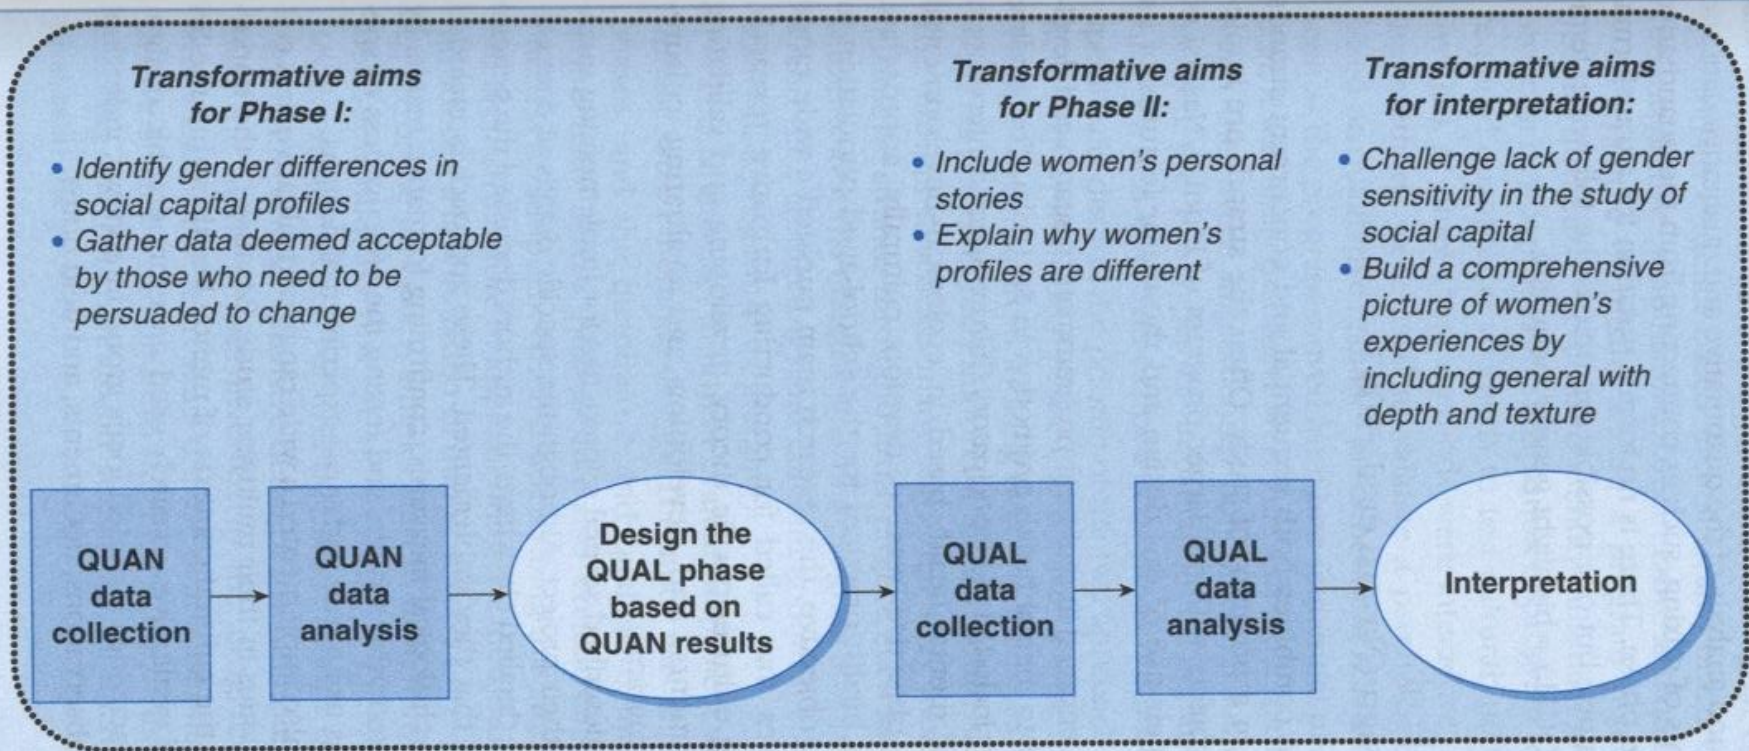 Transformative aims
for Phase I:
• Identify gender differences in
social capital profiles
• Gather data deemed acceptable
by those who need to be
persuaded to change
Transformative aims
for Phase II:
• Include women's personal
stories
• Explain why women's
profiles are different
Transformative aims
for interpretation:
• Challenge lack of gender
sensitivity in the study of
social capital
• Build a comprehensive
picture of women's
experiences by
including general with
depth and texture
QUAN
data
collection
QUAN
data
analysis
Design the
QUAL phase
based on
QUAN results
QUAL
data
collection
QUAL
data
analysis
Interpretation